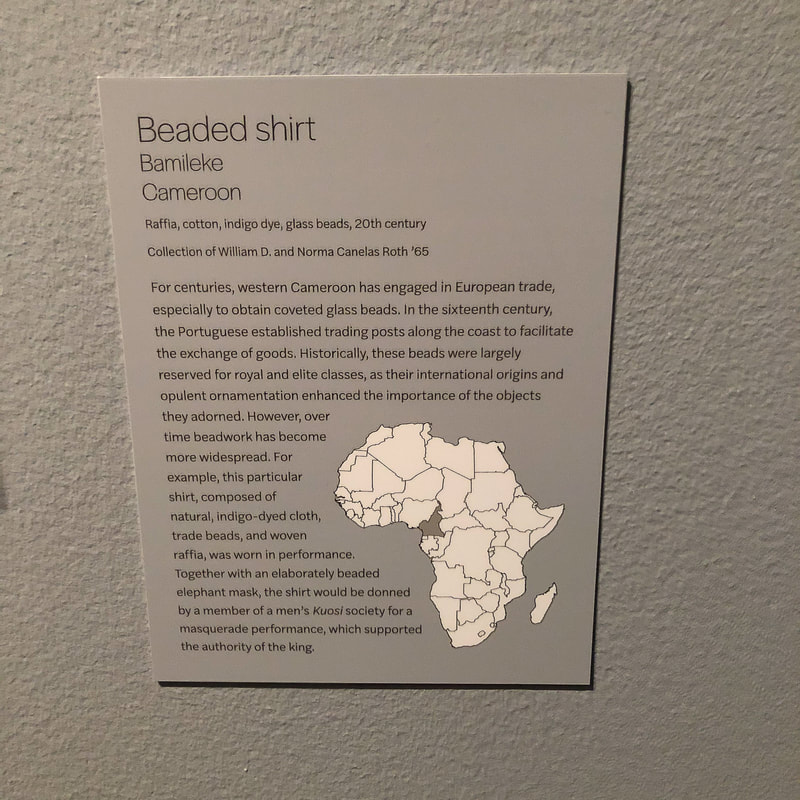 Beaded shirt
Bamileke
Cameroon
Raffia, cotton, indigo dye, glass beads, 20th century
Collection of William D. and Norma Canelas Roth ’65
For centuries, western Cameroon has engaged in European trade,
especially to obtain coveted glass beads. In the sixteenth century,
the Portuguese established trading posts along the coast to facilitate
the exchange of goods. Historically, these beads were largely
reserved for royal and elite classes, as their international origins and
opulent ornamentation enhanced the importance of the objects
they adorned. However, over
time beadwork has become
more widespread. For
example, this particular
shirt, composed of
natural, indigo-dyed cloth,
trade beads, and woven
raffia, was worn in performance.
Together with an elaborately beaded
elephant mask, the shirt would be donned
by a member of a men’s Kuosi society for a
masquerade performance, which supported
the authority of the king.